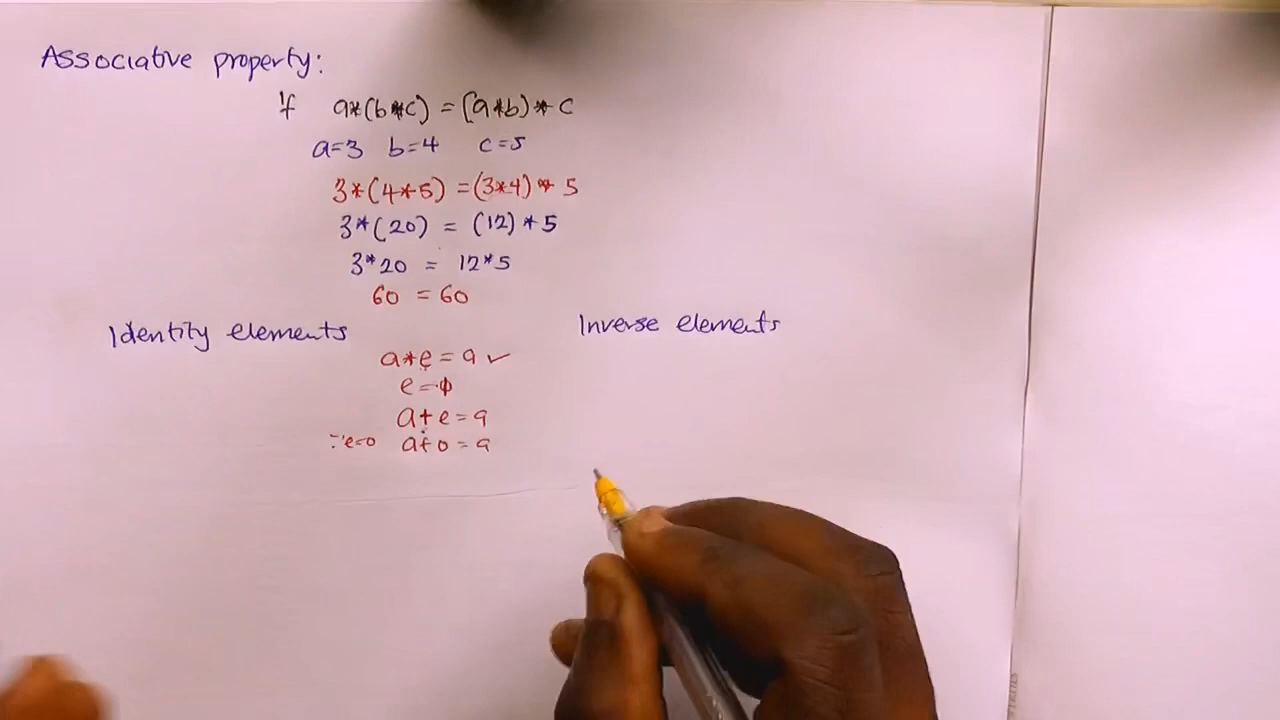 Associative property:
If a*(b*c) = (a*b)*c
a=3 b=4 c=5
3*(4*5) = (3*4)*5
3*(20) = (12)*5
3*20 = 12*5
60 = 60
Identity elements
a*e = a ✓
a+e = a
∵e=0 a+0 = a
Inverse elements